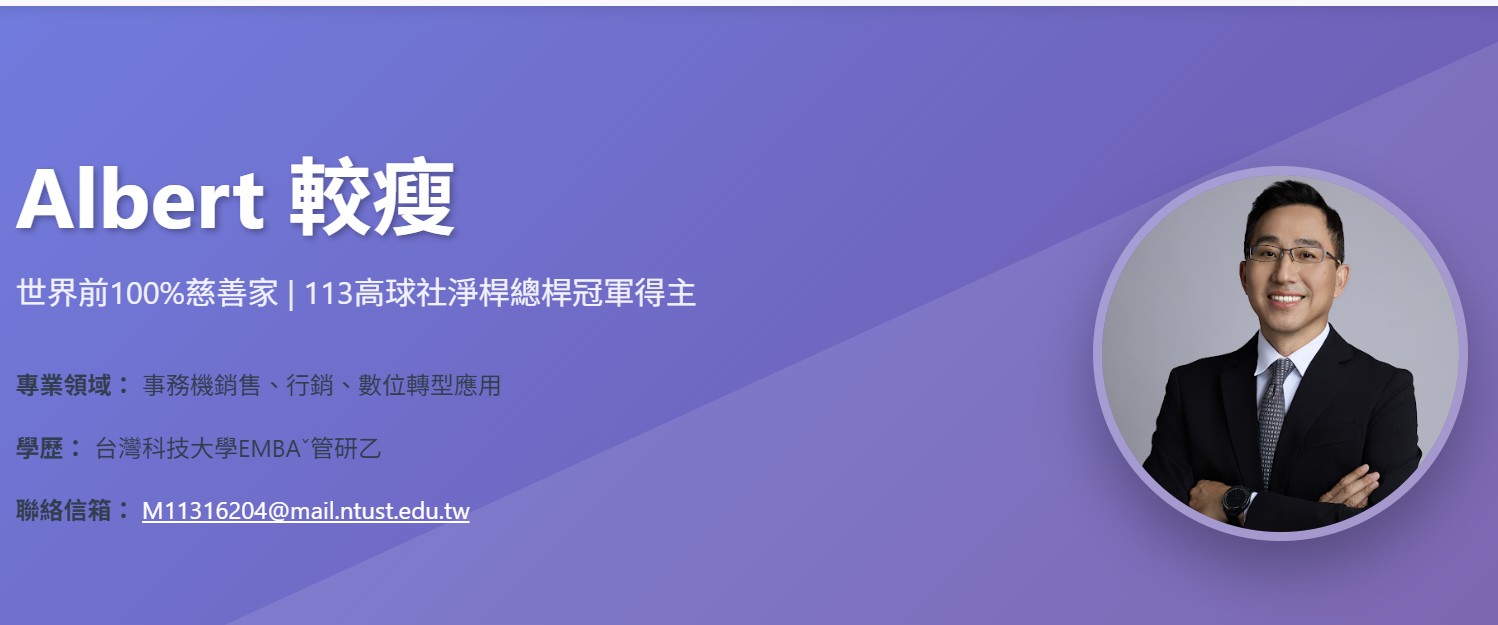 Albert 較瘦
世界前100%慈善家 | 113高球社淨桿總桿冠軍得主
專業領域： 事務機銷售、行銷、數位轉型應用
學歷： 台灣科技大學EMBAˇ管研乙
聯絡信箱： M11316204@mail.ntust.edu.tw